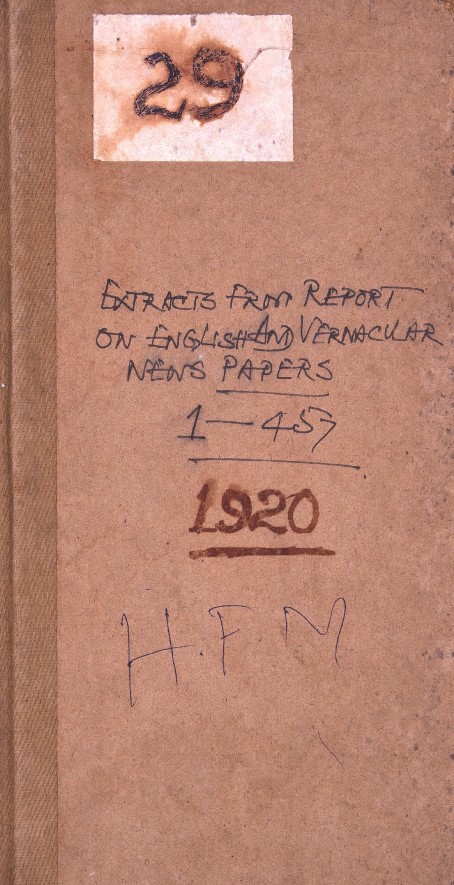 29
EXTRACTS FROM REPORT
ON ENGLISH AND VERNACULAR
NEWS PAPERS
1—457
1920
H.F M